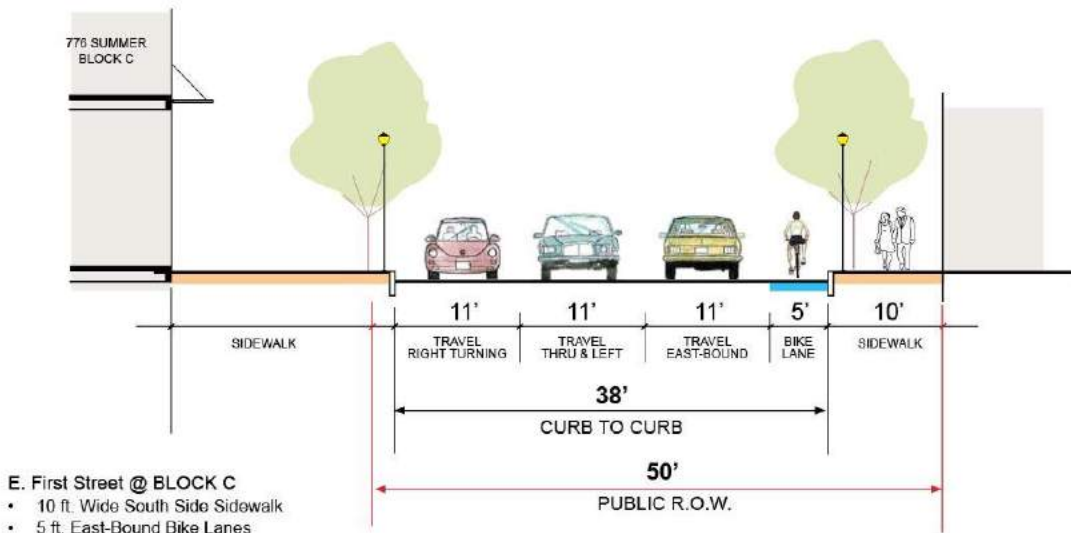 776 SUMMER
BLOCK C
11’ 11’ 11’ 5’ 10’
SIDEWALK
TRAVEL
RIGHT TURNING
TRAVEL
THRU & LEFT
TRAVEL
EAST-BOUND
BIKE
LANE
SIDEWALK
38’
CURB TO CURB
50’
PUBLIC R.O.W.
E. First Street @ BLOCK C
• 10 ft. Wide South Side Sidewalk
• 5 ft. East-Bound Bike Lanes